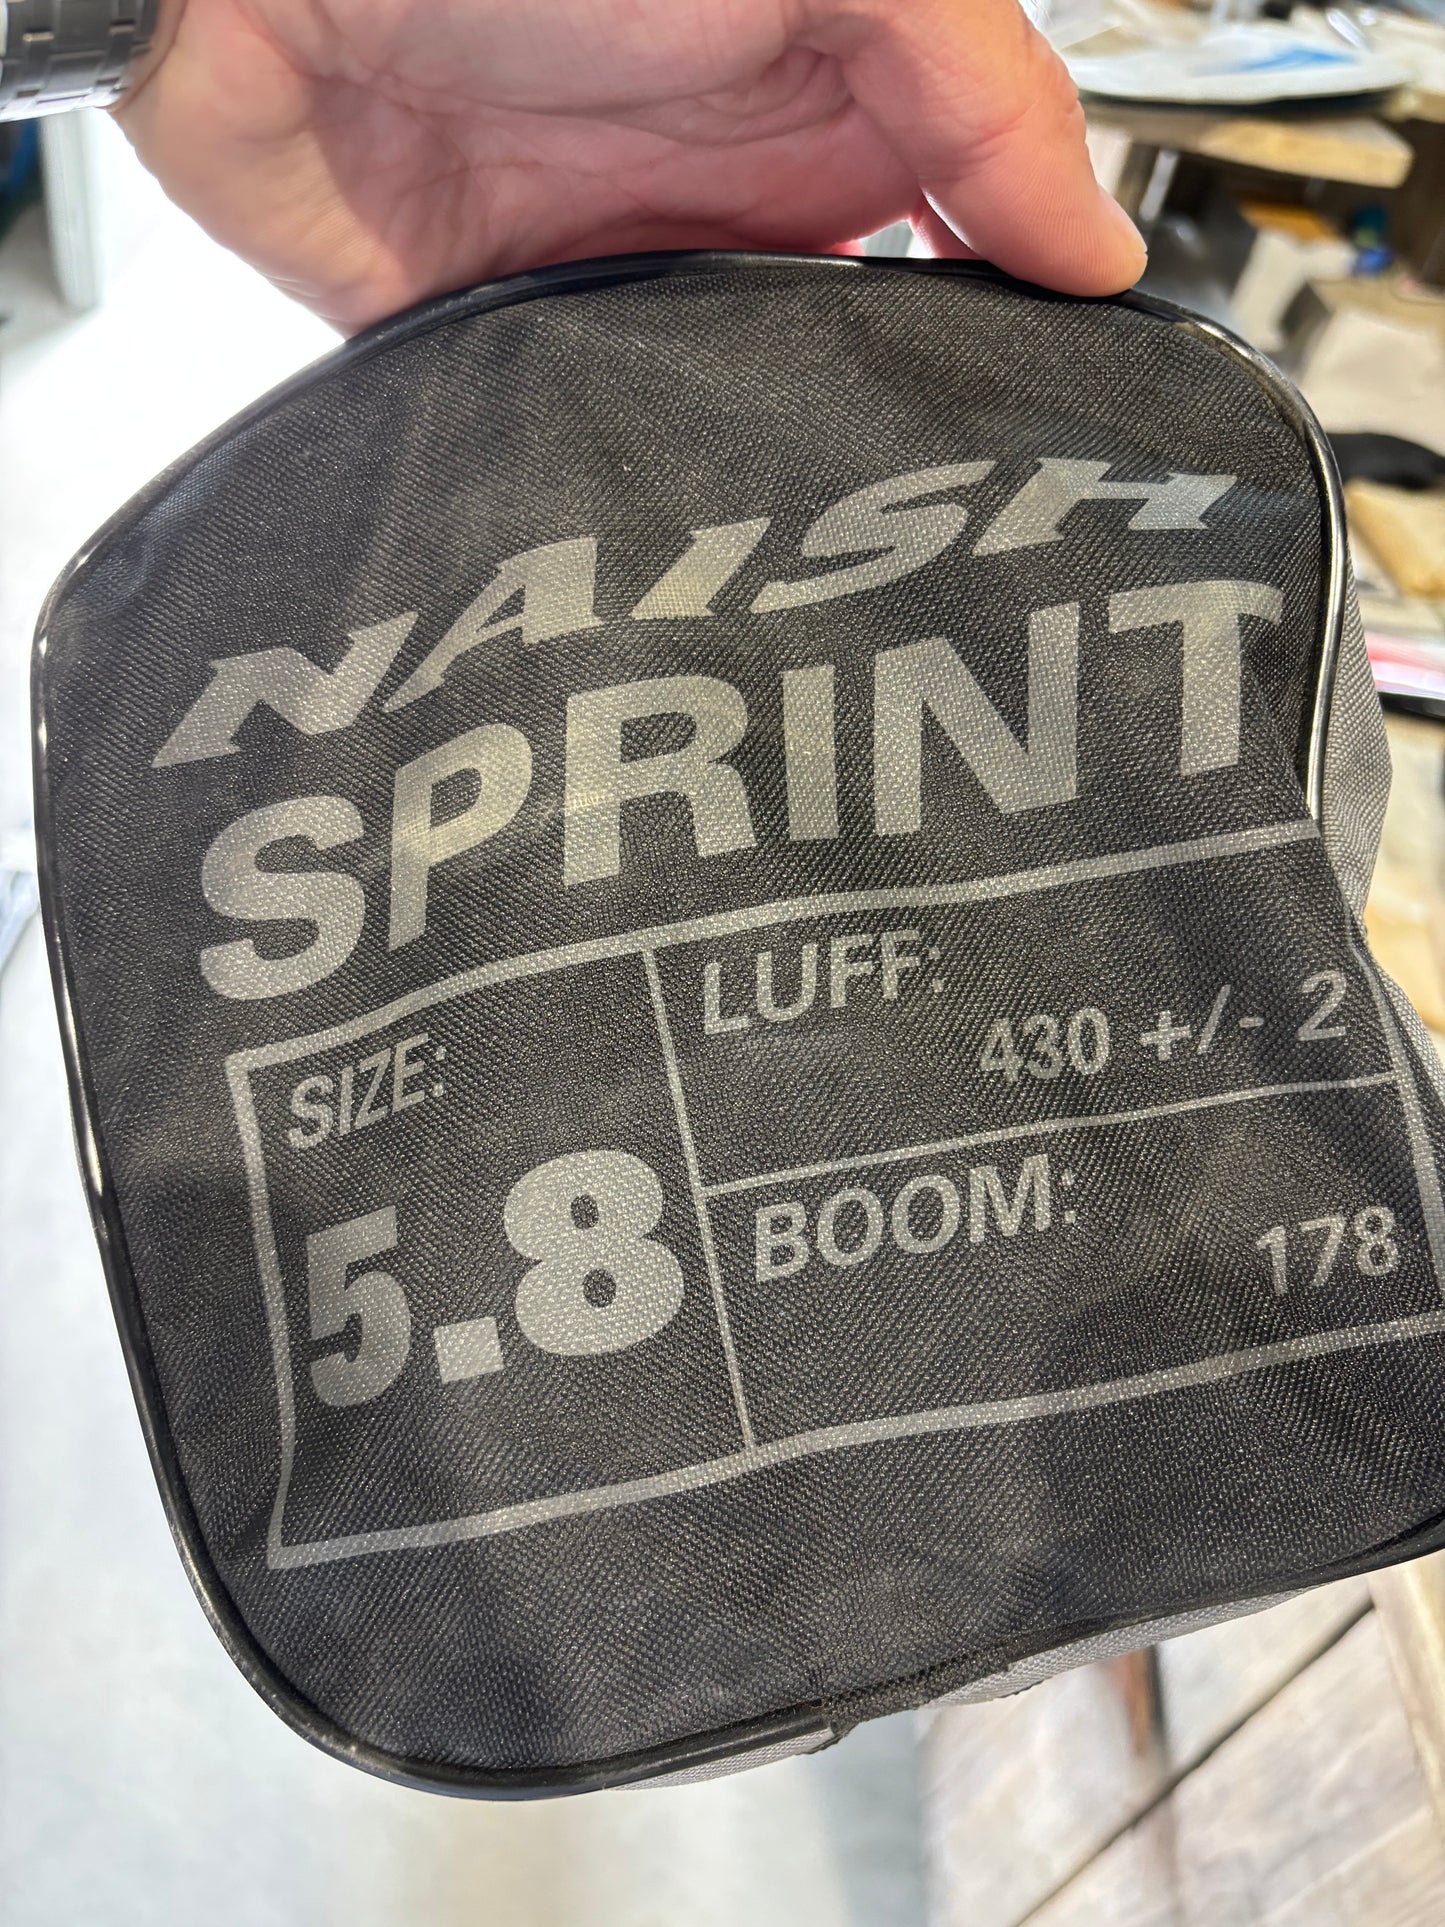 NAISH
SPRINT
SIZE:
5.8
LUFF:
430 +/- 2
BOOM:
178